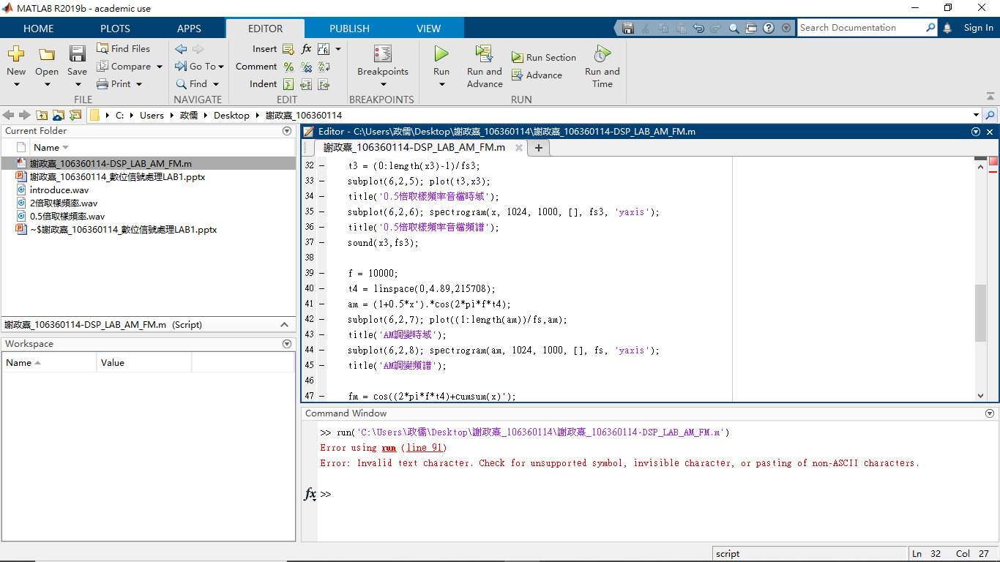 MATLAB R2019b - academic use
HOME PLOTS APPS EDITOR PUBLISH VIEW Search Documentation Sign In
New Open Save Find Files Compare Print
FILE
Go To Find
NAVIGATE
Insert fx
Comment
Indent
EDIT
Breakpoints
BREAKPOINTS
Run Run and Advance Run Section Advance Run and Time
RUN
C: Users 政儒 Desktop 謝政熹_106360114
Current Folder
Name
謝政熹_106360114-DSP_LAB_AM_FM.m
謝政熹_106360114_數位信號處理LAB1.pptx
introduce.wav
2倍取樣頻率.wav
0.5倍取樣頻率.wav
~$謝政熹_106360114_數位信號處理LAB1.pptx
謝政熹_106360114-DSP_LAB_AM_FM.m (Script)
Workspace
Name Value
Editor - C:\Users\政儒\Desktop\謝政熹_106360114\謝政熹_106360114-DSP_LAB_AM_FM.m
謝政熹_106360114-DSP_LAB_AM_FM.m
32 — t3 = (0:length(x3)-1)/fs3;
33 — subplot(6,2,5); plot(t3,x3);
34 — title('0.5倍取樣頻率音檔時域');
35 — subplot(6,2,6); spectrogram(x, 1024, 1000, [], fs3, 'yaxis');
36 — title('0.5倍取樣頻率音檔頻譜');
37 — sound(x3,fs3);
38
39 — f = 10000;
40 — t4 = linspace(0,4.89,215708);
41 — am = (1+0.5*x').*cos(2*pi*f*t4);
42 — subplot(6,2,7); plot((1:length(am))/fs,am);
43 — title('AM調變時域');
44 — subplot(6,2,8); spectrogram(am, 1024, 1000, [], fs, 'yaxis');
45 — title('AM調變頻譜');
46
47 — fm = cos((2*pi*f*t4)+cumsum(x)');
Command Window
>> run('C:\Users\政儒\Desktop\謝政熹_106360114\謝政熹_106360114-DSP_LAB_AM_FM.m')
Error using run (line 91)
Error: Invalid text character. Check for unsupported symbol, invisible character, or pasting of non-ASCII characters.
fx >>
script Ln 32 Col 27